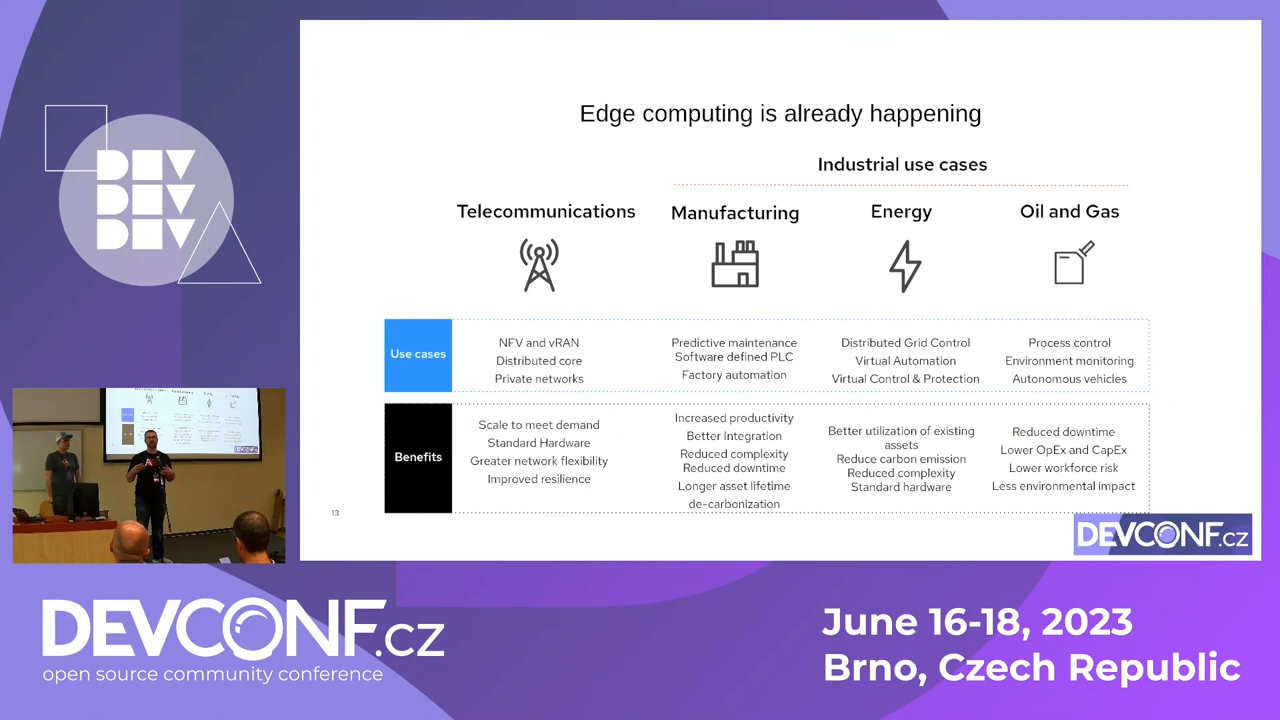 DEV
DEV
DEV
Edge computing is already happening
Industrial use cases
Telecommunications
Manufacturing
Energy
Oil and Gas
Use cases
NFV and vRAN
Distributed core
Private networks
Predictive maintenance
Software defined PLC
Factory automation
Distributed Grid Control
Virtual Automation
Virtual Control & Protection
Process control
Environment monitoring
Autonomous vehicles
Benefits
Scale to meet demand
Standard Hardware
Greater network flexibility
Improved resilience
Increased productivity
Better Integration
Reduced complexity
Reduced downtime
Longer asset lifetime
de-carbonization
Better utilization of existing
assets
Reduce carbon emission
Reduced complexity
Standard hardware
Reduced downtime
Lower OpEx and CapEx
Lower workforce risk
Less environmental impact
13
DEVCONF.cz
DEVCONF.cz
open source community conference
June 16-18, 2023
Brno, Czech Republic